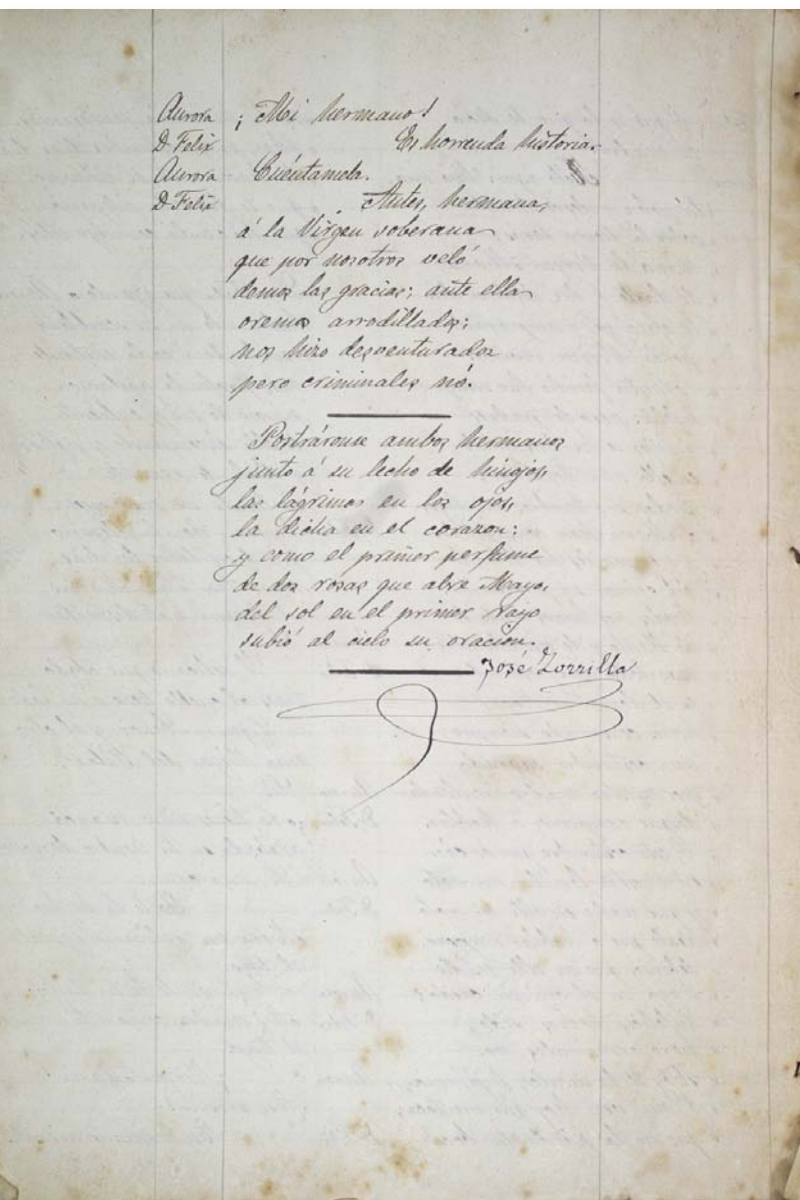 Aurora ¡Mi hermano!
D Felix Es horrenda historia.
Aurora Cuéntamela.
D Felix Antes, hermana,
á la Virgen soberana
que por nosotros veló
demos las gracias; ante ella
oremos arrodillados;
nos hizo desventurados
pero criminales nó.
Postráronse ambos hermanos
junto á su lecho de hinojos,
las lágrimas en los ojos,
la dicha en el corazon:
y como el primer perfume
de dos rosas que abre Mayo,
del sol en el primer rayo
subió al cielo su oracion.
José Zorrilla